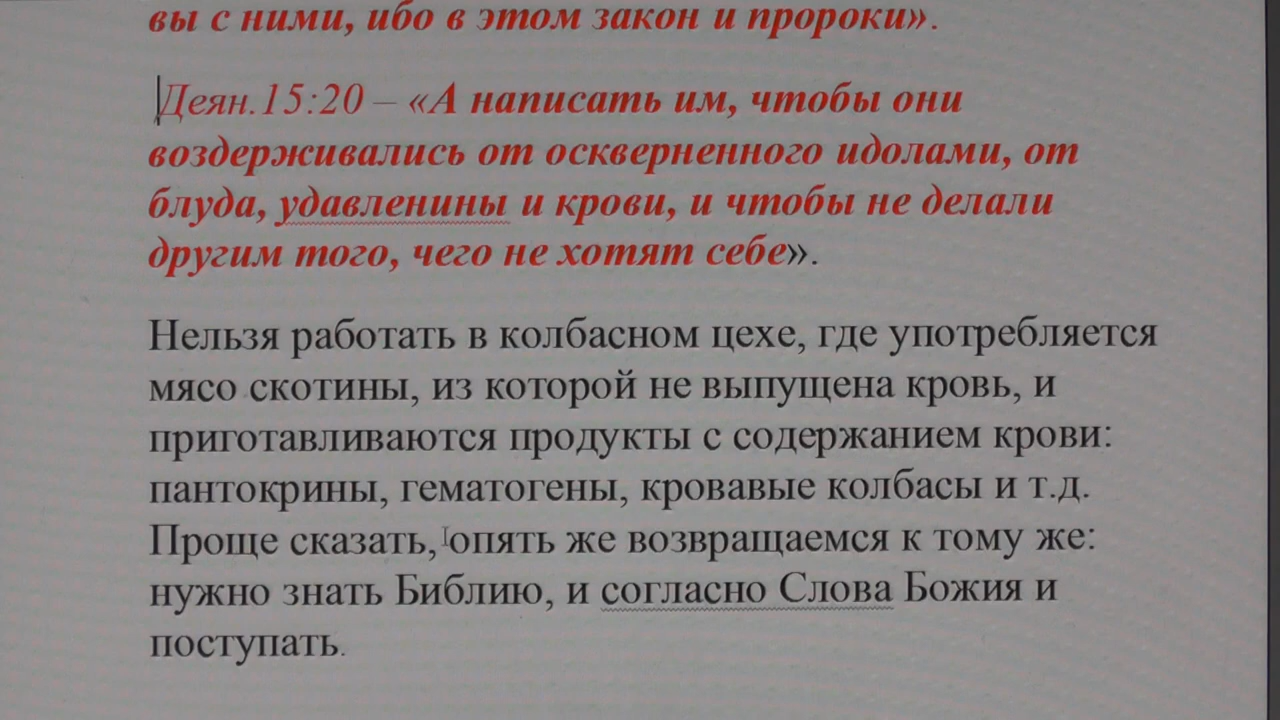 вы с ними, ибо в этом закон и пророки».
Деян.15:20 – «А написать им, чтобы они
воздерживались от оскверненного идолами, от
блуда, удавленины и крови, и чтобы не делали
другим того, чего не хотят себе».
Нельзя работать в колбасном цехе, где употребляется
мясо скотины, из которой не выпущена кровь, и
приготавливаются продукты с содержанием крови:
пантокрины, гематогены, кровавые колбасы и т.д.
Проще сказать, опять же возвращаемся к тому же:
нужно знать Библию, и согласно Слова Божия и
поступать.